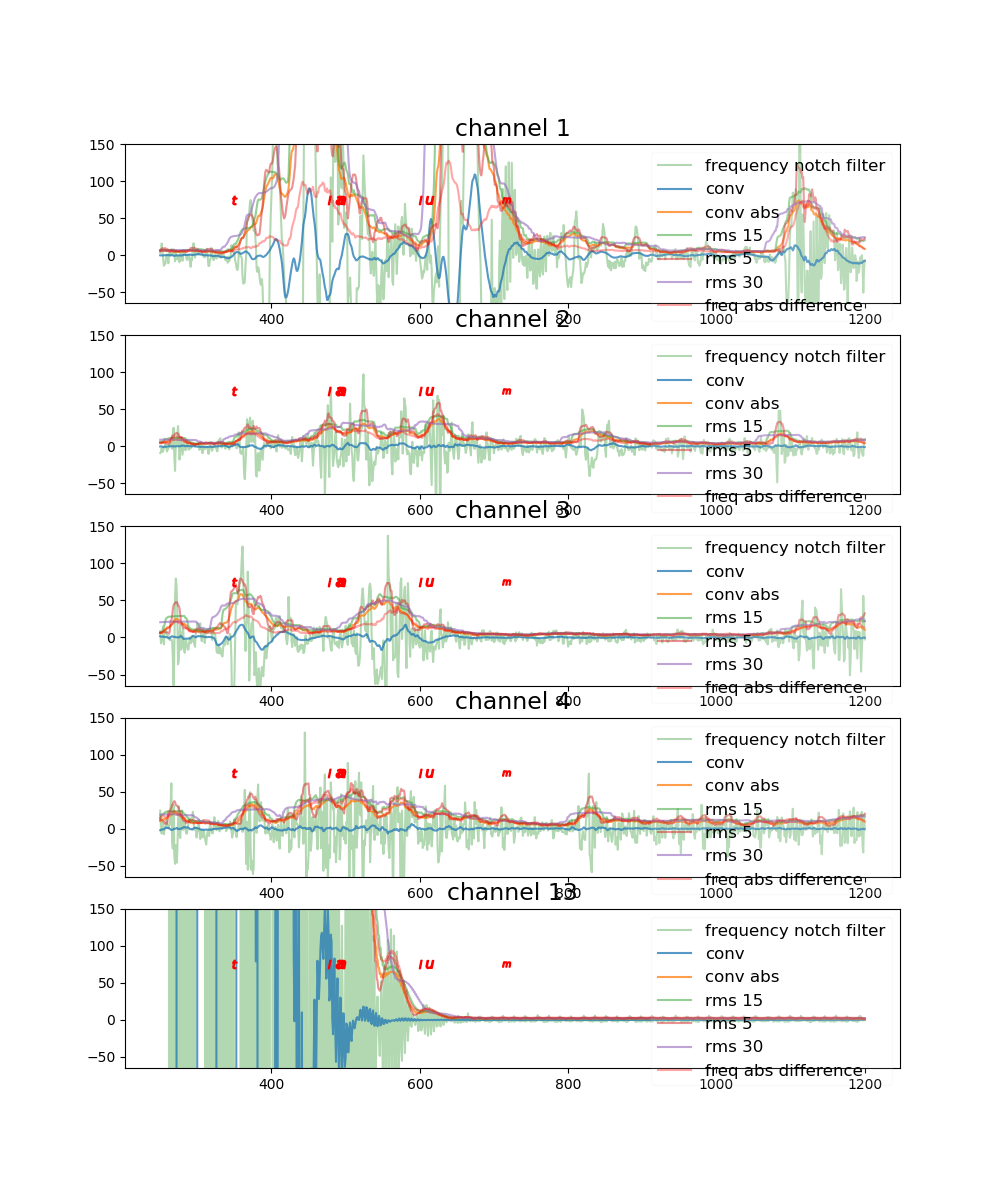 channel 1
150
100
50
0
−50
t
l
a
l
u
m
frequency notch filter
conv
conv abs
rms 15
rms 5
rms 30
freq abs difference
400
600
800
1000
1200
channel 2
150
100
50
0
−50
t
l
l
u
m
frequency notch filter
conv
conv abs
rms 15
rms 5
rms 30
freq abs difference
400
600
800
1000
1200
channel 3
150
100
50
0
−50
t
l
l
u
m
frequency notch filter
conv
conv abs
rms 15
rms 5
rms 30
freq abs difference
400
600
800
1000
1200
channel 4
150
100
50
0
−50
t
l
l
u
m
frequency notch filter
conv
conv abs
rms 15
rms 5
rms 30
freq abs difference
400
600
800
1000
1200
channel 13
150
100
50
0
−50
t
l
l
u
m
frequency notch filter
conv
conv abs
rms 15
rms 5
rms 30
freq abs difference
400
600
800
1000
1200